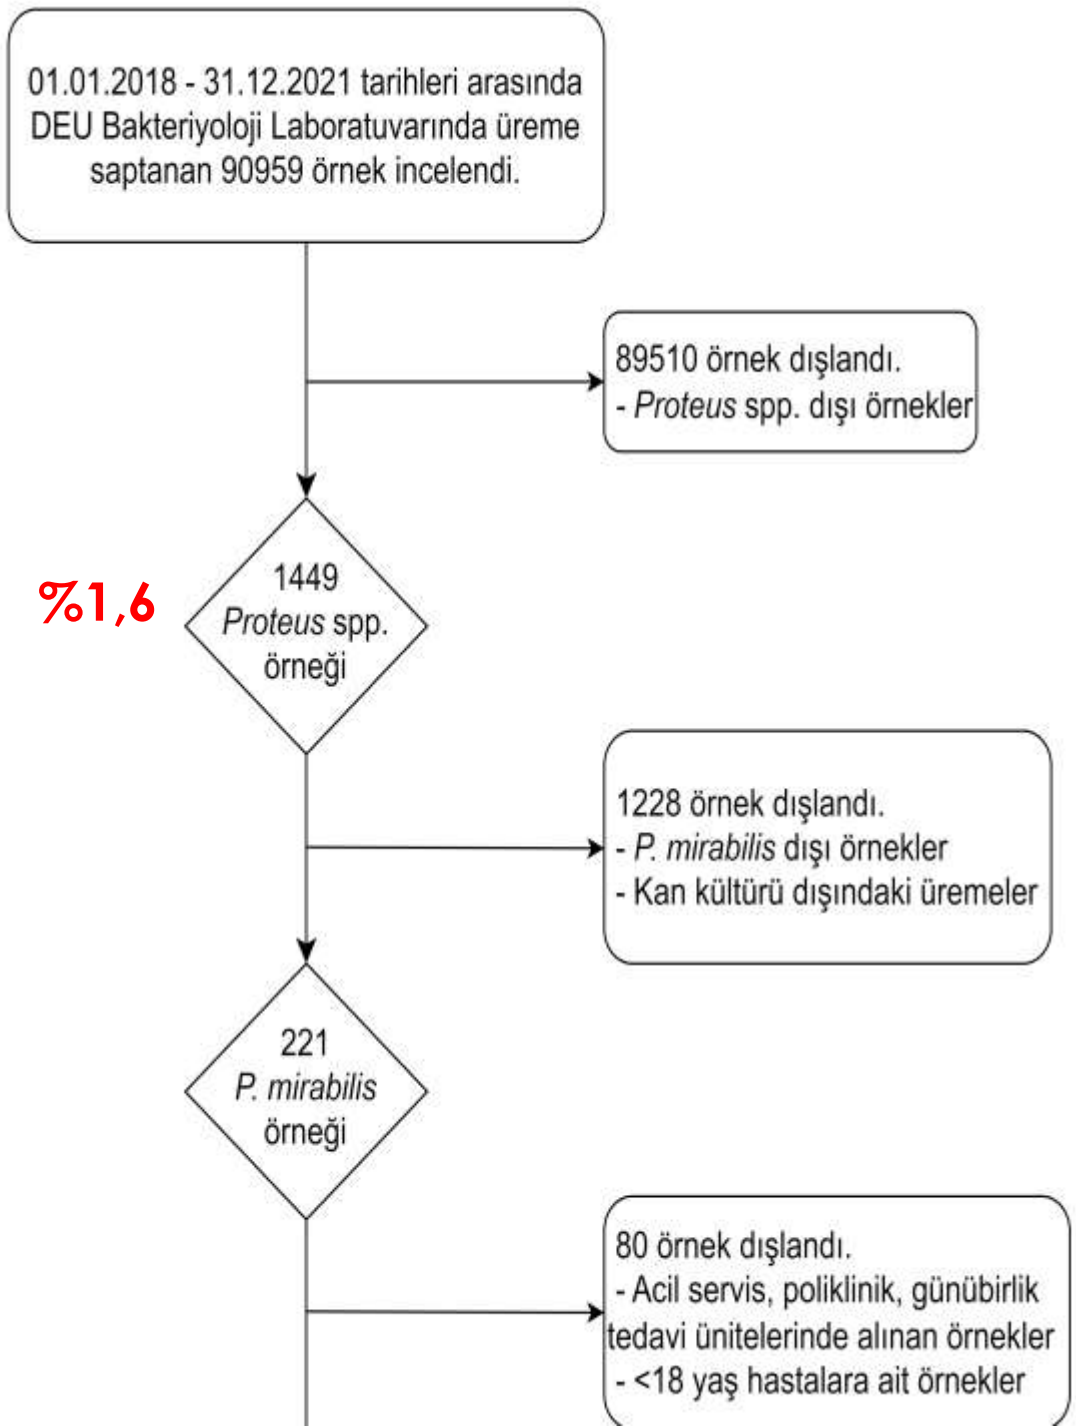 01.01.2018 - 31.12.2021 tarihleri arasında
DEU Bakteriyoloji Laboratuvarında üreme
saptanan 90959 örnek incelendi.
89510 örnek dışlandı.
- Proteus spp. dışı örnekler
%1,6
1449
Proteus spp.
örneği
1228 örnek dışlandı.
- P. mirabilis dışı örnekler
- Kan kültürü dışındaki üremeler
221
P. mirabilis
örneği
80 örnek dışlandı.
- Acil servis, poliklinik, günübirlik
tedavi ünitelerinde alınan örnekler
- <18 yaş hastalara ait örnekler